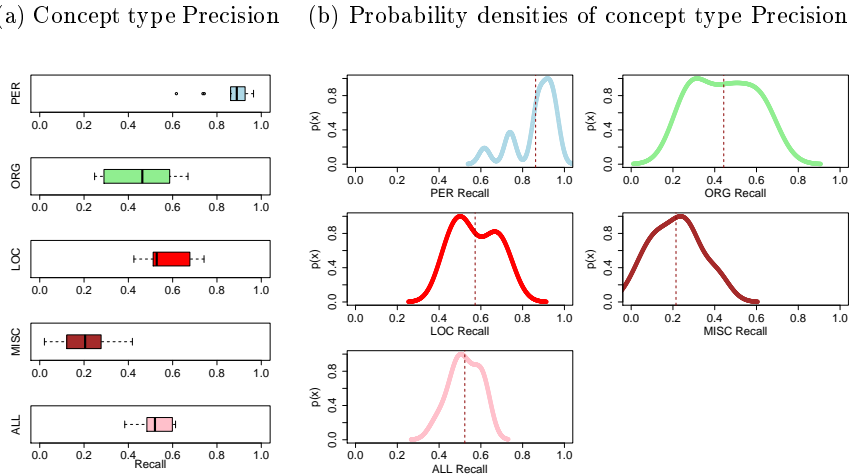 (a) Concept type Precision
(b) Probability densities of concept type Precision
PER
0.0 0.2 0.4 0.6 0.8 1.0
ORG
0.0 0.2 0.4 0.6 0.8 1.0
LOC
0.0 0.2 0.4 0.6 0.8 1.0
MISC
0.0 0.2 0.4 0.6 0.8 1.0
ALL
0.0 0.2 0.4 0.6 0.8 1.0
Recall
p(x)
0.0 0.4 0.8
0.0 0.2 0.4 0.6 0.8 1.0
PER Recall
p(x)
0.0 0.4 0.8
0.0 0.2 0.4 0.6 0.8 1.0
ORG Recall
p(x)
0.0 0.4 0.8
0.0 0.2 0.4 0.6 0.8 1.0
LOC Recall
p(x)
0.0 0.4 0.8
0.0 0.2 0.4 0.6 0.8 1.0
MISC Recall
p(x)
0.0 0.4 0.8
0.0 0.2 0.4 0.6 0.8 1.0
ALL Recall